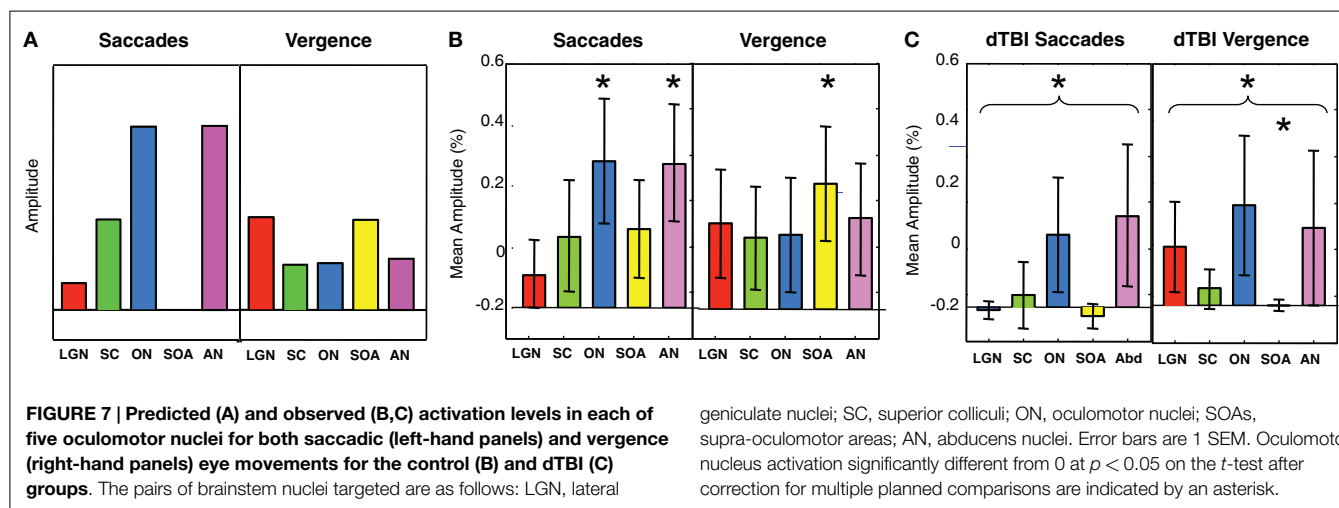 A
Saccades
Vergence
Amplitude
LGN SC ON SOA AN
LGN SC ON SOA AN
B
Saccades
Vergence
Mean Amplitude (%)
0.6
0.4
0.2
0
-0.2
* *
*
LGN SC ON SOA AN
LGN SC ON SOA AN
C
dTBI Saccades
dTBI Vergence
Mean Amplitude (%)
0.6
0.4
0.2
0
-0.2
*
*
*
LGN SC ON SOA Abd
LGN SC ON SOA AN
FIGURE 7 | Predicted (A) and observed (B,C) activation levels in each of
five oculomotor nuclei for both saccadic (left-hand panels) and vergence
(right-hand panels) eye movements for the control (B) and dTBI (C)
groups. The pairs of brainstem nuclei targeted are as follows: LGN, lateral
geniculate nuclei; SC, superior colliculi; ON, oculomotor nuclei; SOAs,
supra-oculomotor areas; AN, abducens nuclei. Error bars are 1 SEM. Oculomoto
nucleus activation significantly different from 0 at p < 0.05 on the t-test after
correction for multiple planned comparisons are indicated by an asterisk.